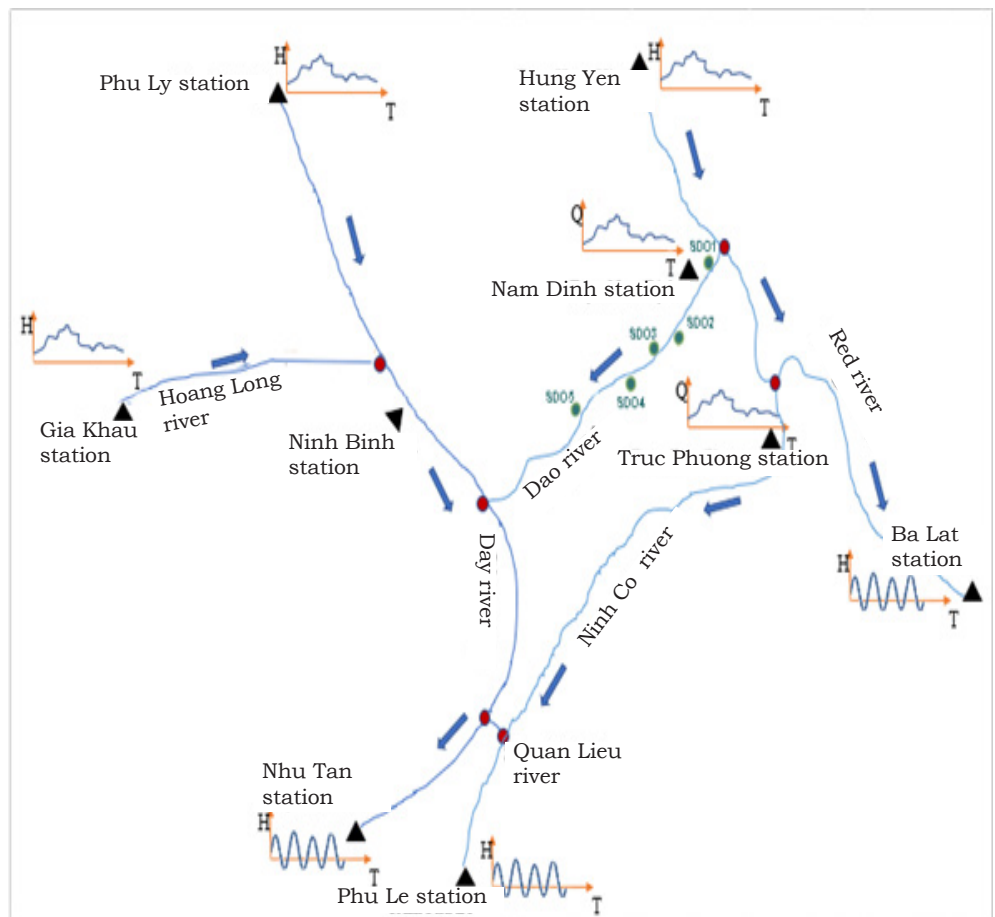 H
Phu Ly station
T
Hung Yen
station
H
T
Q
T
SDO1
Nam Dinh station
SDO2
SDO3
SDO4
SDO5
H
T
Hoang Long
river
Gia Khau
station
Ninh Binh
station
Dao river
Q
T
Truc Phuong station
Red river
Day river
Ninh Co river
Ba Lat
station
H
T
Quan Lieu
river
Nhu Tan
station
H
T
H
T
Phu Le station